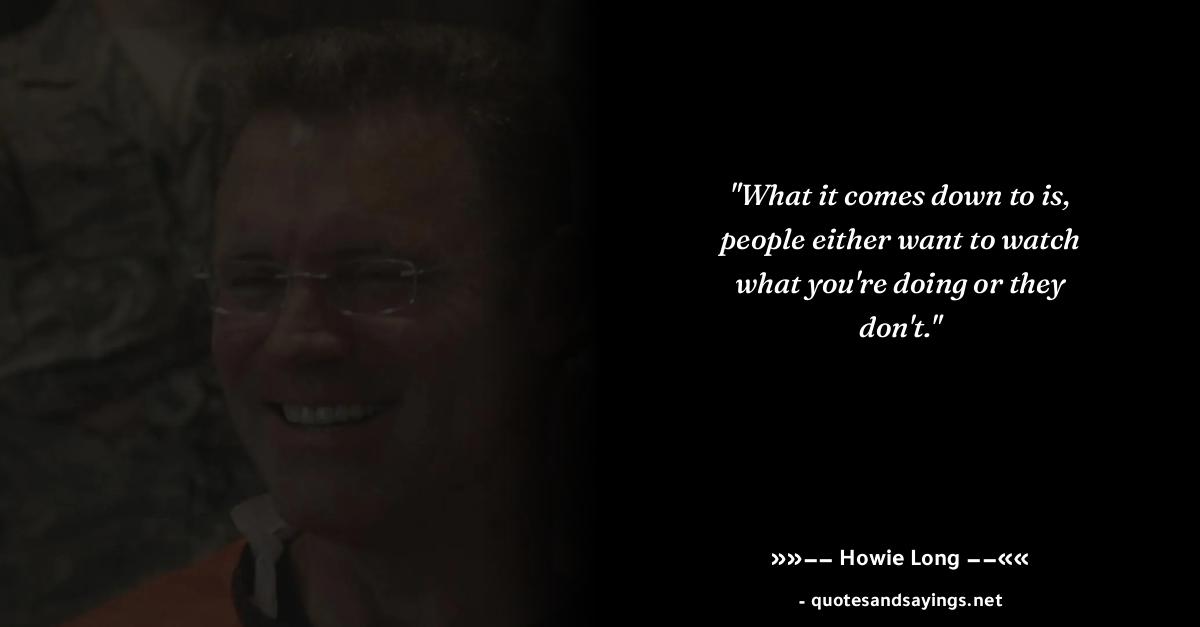 "What it comes down to is,
people either want to watch
what you're doing or they
don't."
»»–– Howie Long ––««
- quotesandsayings.net